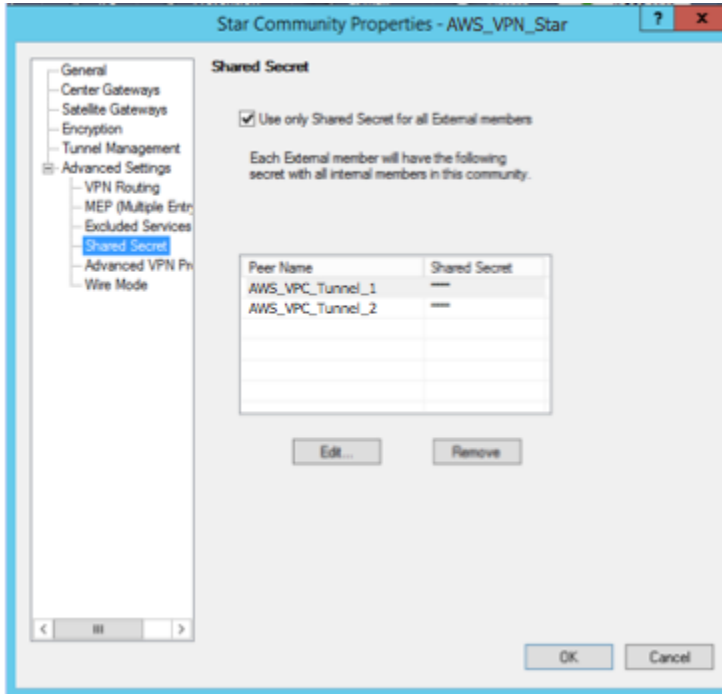 Star Community Properties - AWS_VPN_Star
? x
General
Center Gateways
Satellite Gateways
Encryption
Tunnel Management
Advanced Settings
VPN Routing
MEP (Multiple Entry
Excluded Services
Shared Secret
Advanced VPN Pr
Wire Mode
Shared Secret
Use only Shared Secret for all External members
Each External member will have the following
secret with all internal members in this community.
Peer Name Shared Secret
AWS_VPC_Tunnel_1 ****
AWS_VPC_Tunnel_2 ****
Edit... Remove
OK Cancel